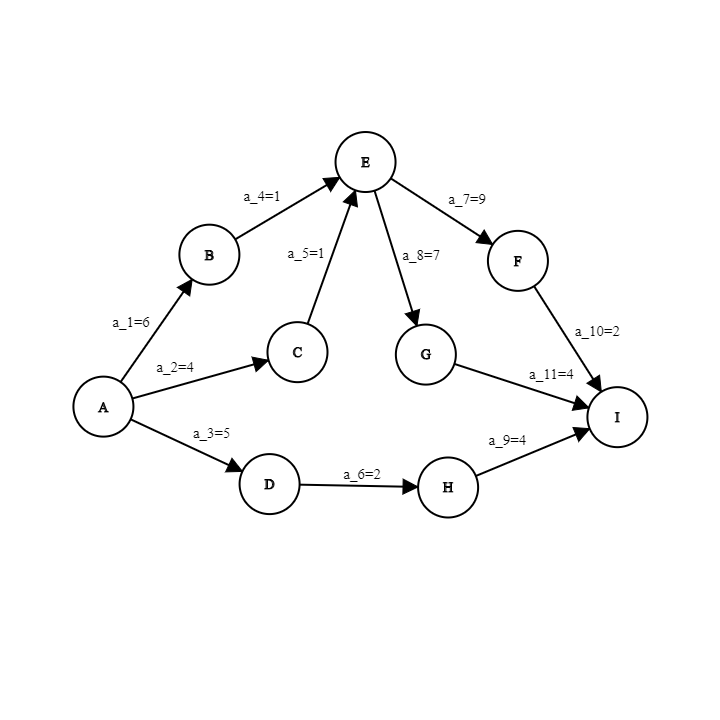 E
a_4=1
a_7=9
B
a_5=1
a_8=7
F
a_1=6
a_10=2
C
G
a_2=4
a_11=4
A
I
a_3=5
a_9=4
D
a_6=2
H